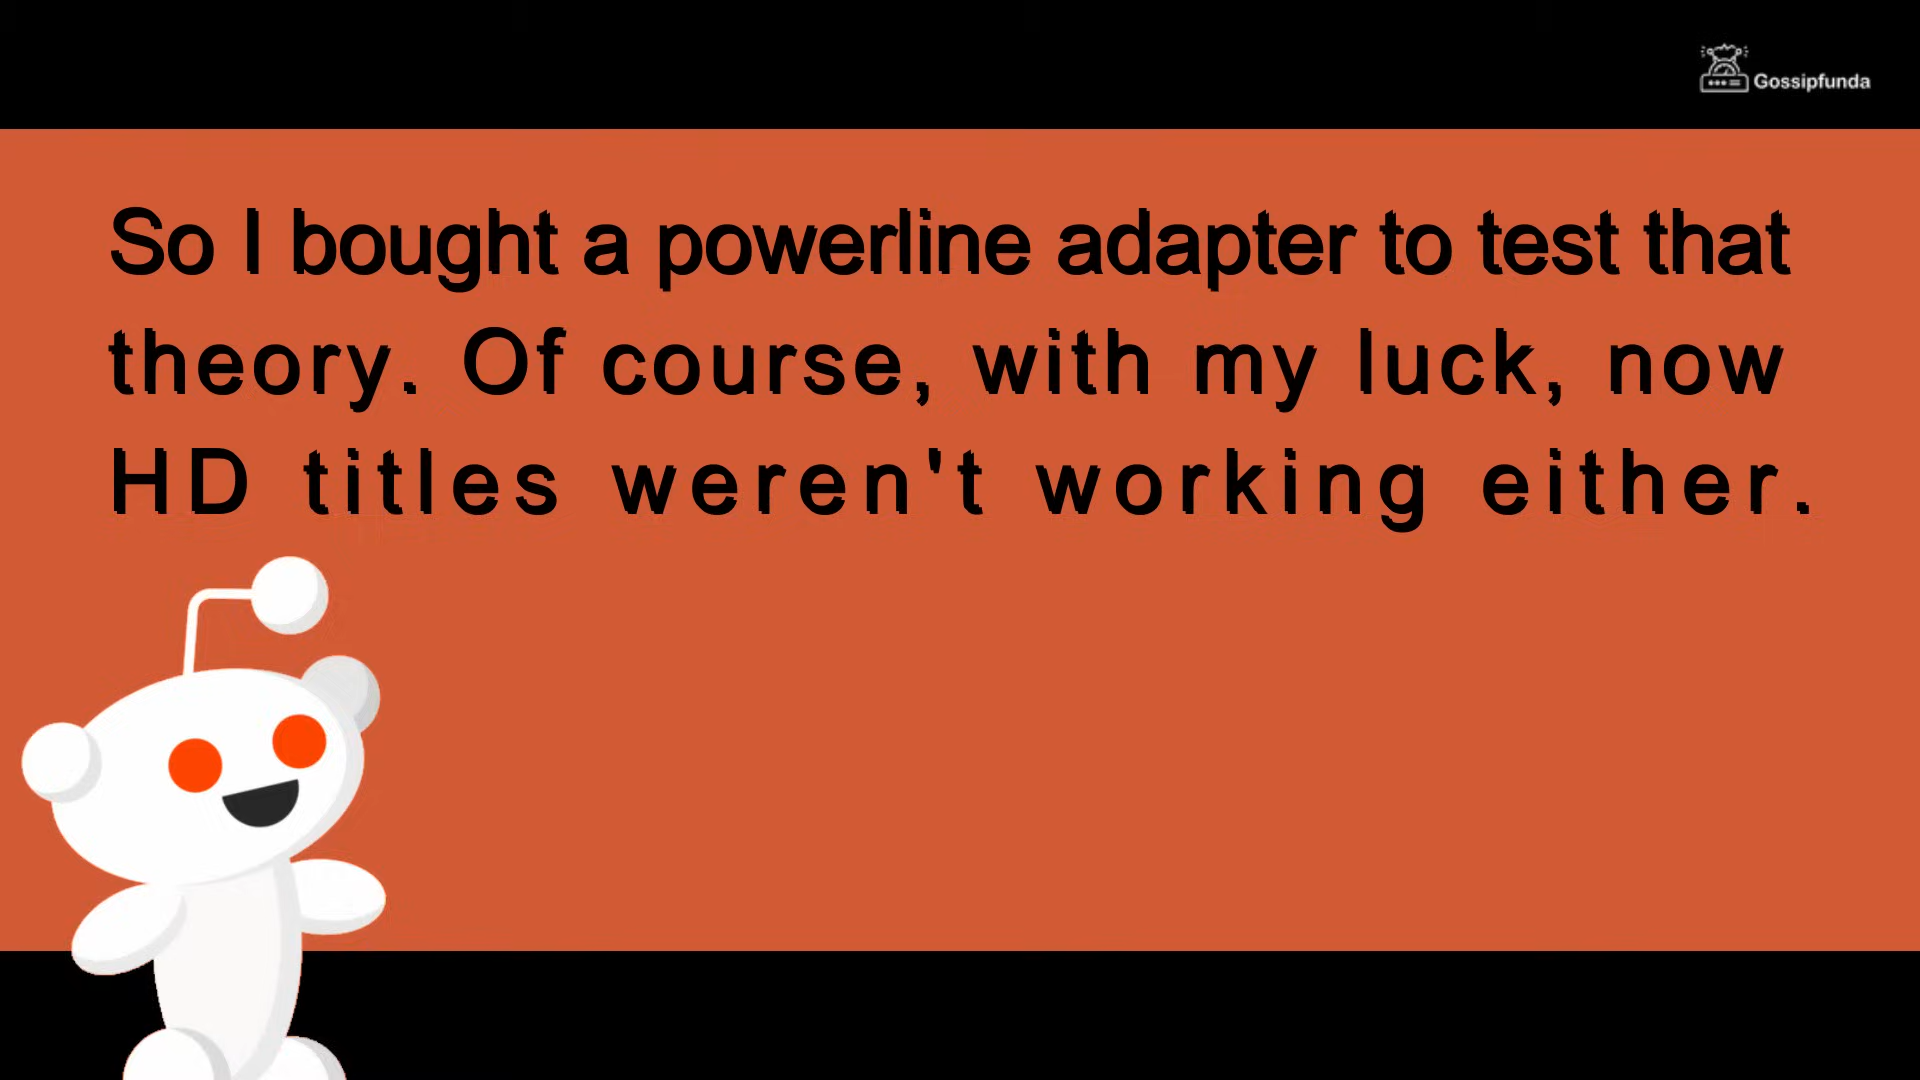 Gossipfunda
So I bought a powerline adapter to test that
theory. Of course, with my luck, now
HD titles weren't working either.